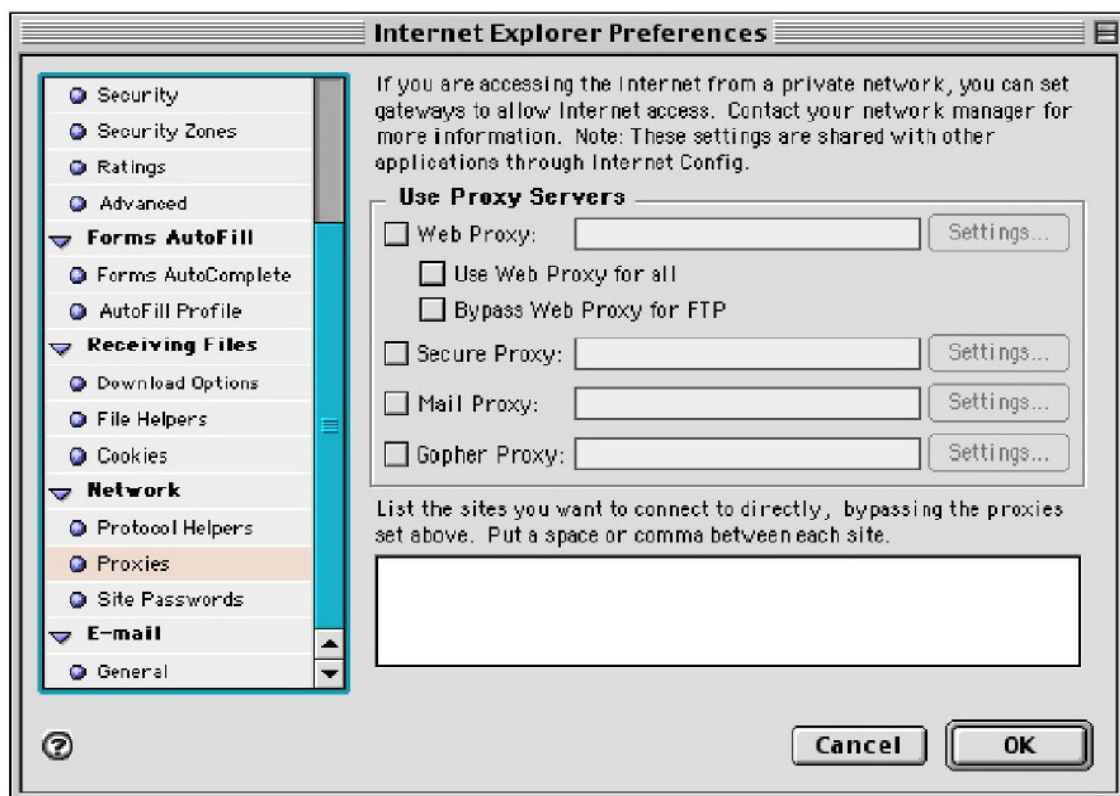 Internet Explorer Preferences
Security
Security Zones
Ratings
Advanced
Forms AutoFill
Forms AutoComplete
AutoFill Profile
Receiving Files
Download Options
File Helpers
Cookies
Network
Protocol Helpers
Proxies
Site Passwords
E-mail
General
If you are accessing the Internet from a private network, you can set
gateways to allow Internet access. Contact your network manager for
more information. Note: These settings are shared with other
applications through Internet Config.
Use Proxy Servers
Web Proxy: Settings...
Use Web Proxy for all
Bypass Web Proxy for FTP
Secure Proxy: Settings...
Mail Proxy: Settings...
Gopher Proxy: Settings...
List the sites you want to connect to directly, bypassing the proxies
set above. Put a space or comma between each site.
?
Cancel OK